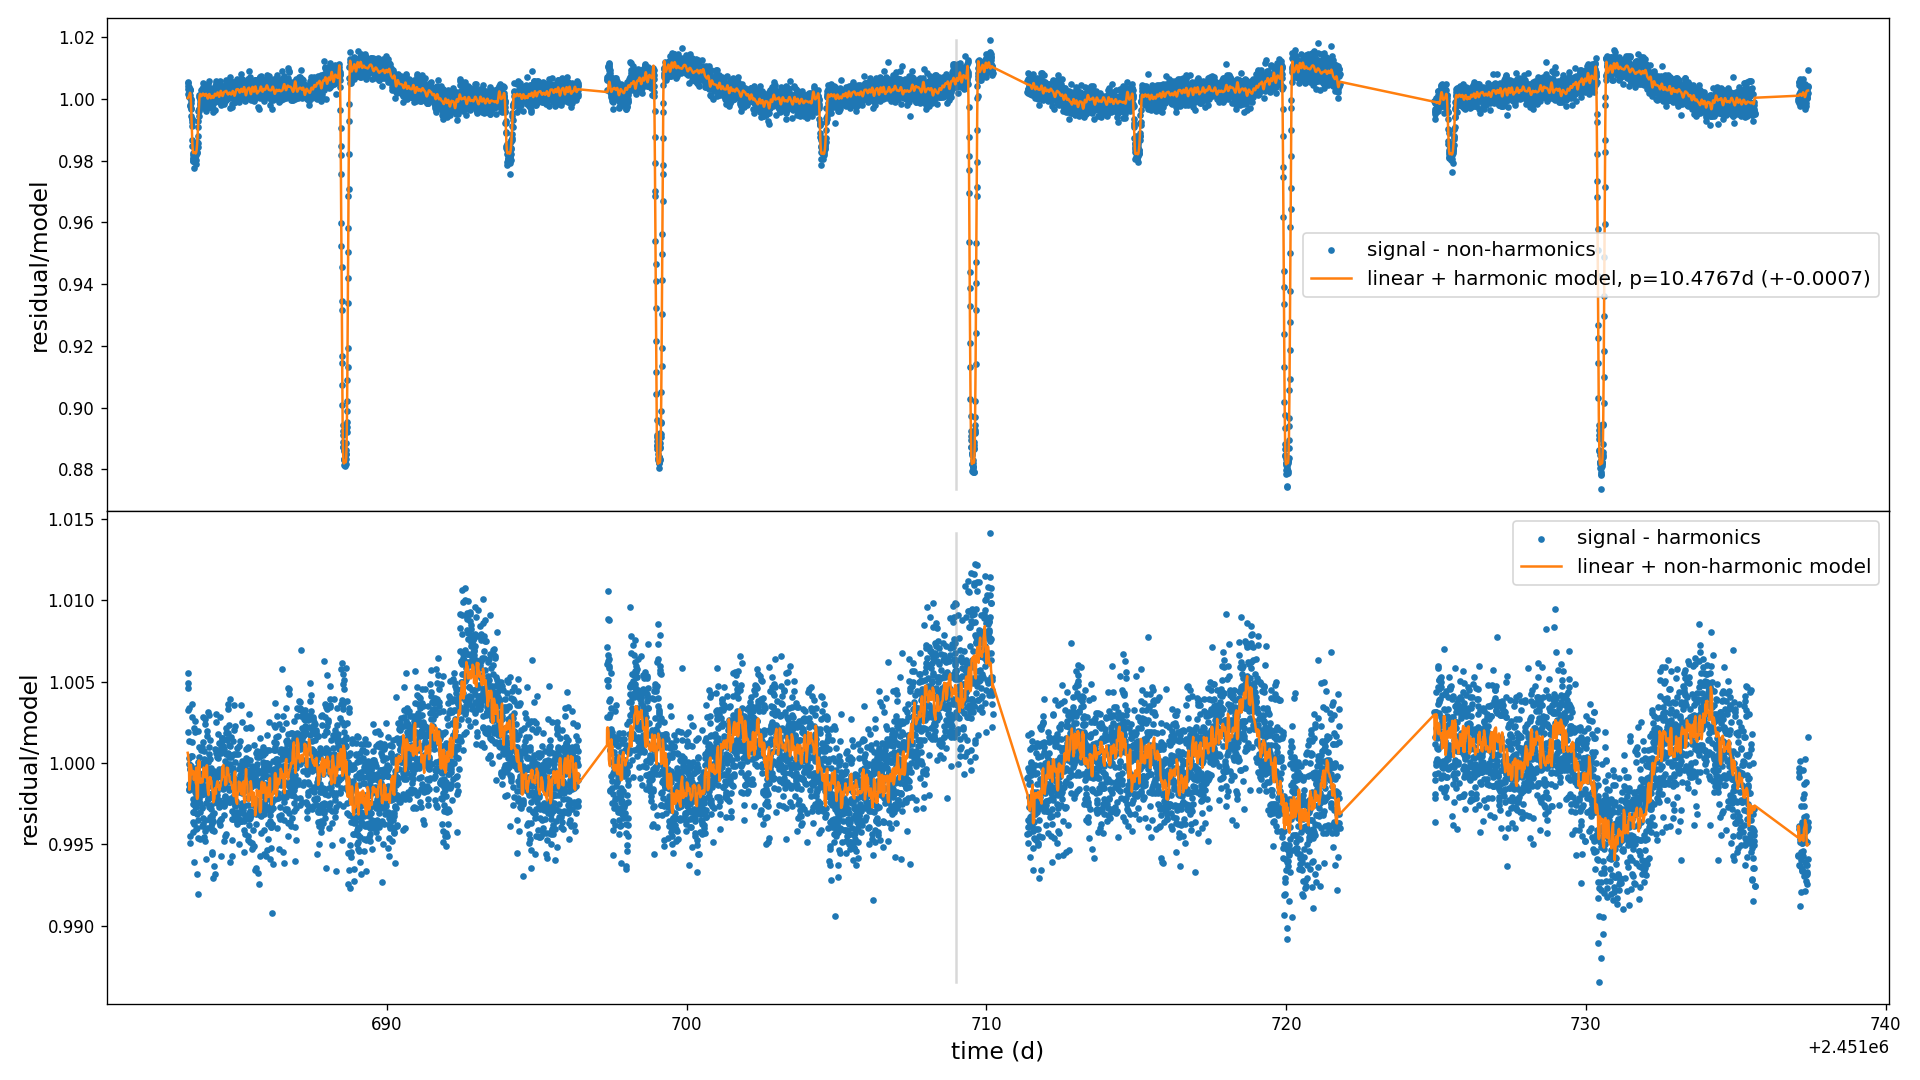 1.02
1.00
0.98
0.96
0.94
0.92
0.90
0.88
residual/model
signal - non-harmonics
linear + harmonic model, p=10.4767d (+-0.0007)
1.015
1.010
1.005
1.000
0.995
0.990
residual/model
signal - harmonics
linear + non-harmonic model
690
700
710
720
730
740
time (d)
+2.451e6